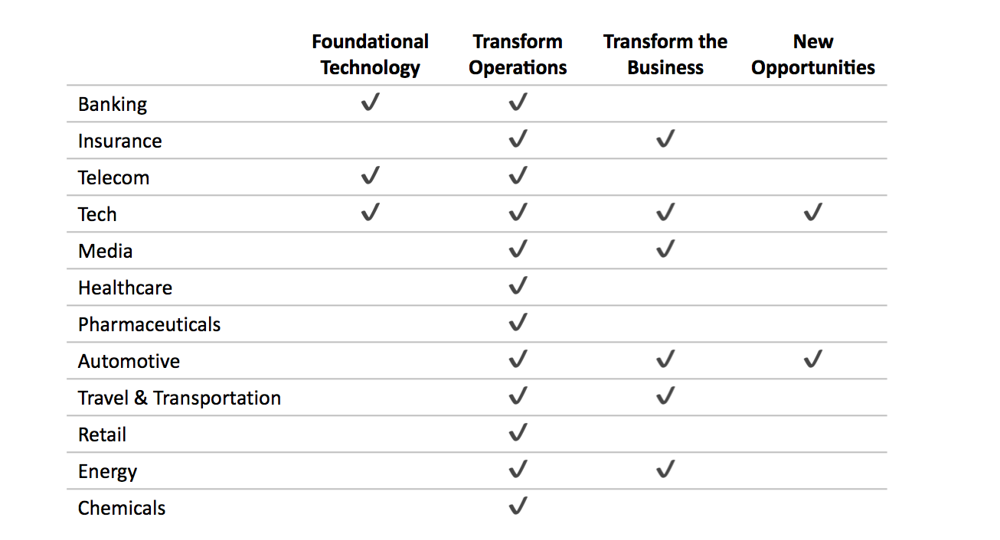 Foundational Technology Transform Operations Transform the Business New Opportunities
Banking ✔ ✔
Insurance ✔ ✔
Telecom ✔ ✔
Tech ✔ ✔ ✔ ✔
Media ✔ ✔
Healthcare ✔
Pharmaceuticals ✔
Automotive ✔ ✔ ✔
Travel & Transportation ✔ ✔
Retail ✔
Energy ✔ ✔
Chemicals ✔